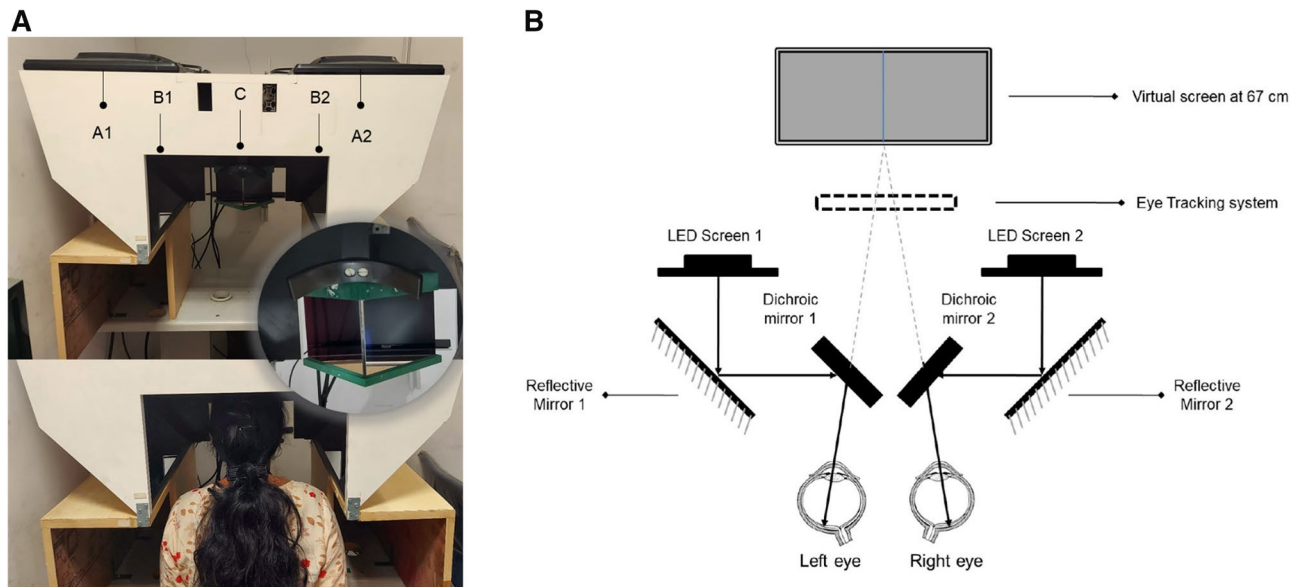 A
B
B1
C
B2
A1
A2
Virtual screen at 67 cm
Eye Tracking system
LED Screen 1
LED Screen 2
Dichroic
mirror 1
Dichroic
mirror 2
Reflective
Mirror 1
Reflective
Mirror 2
Left eye
Right eye